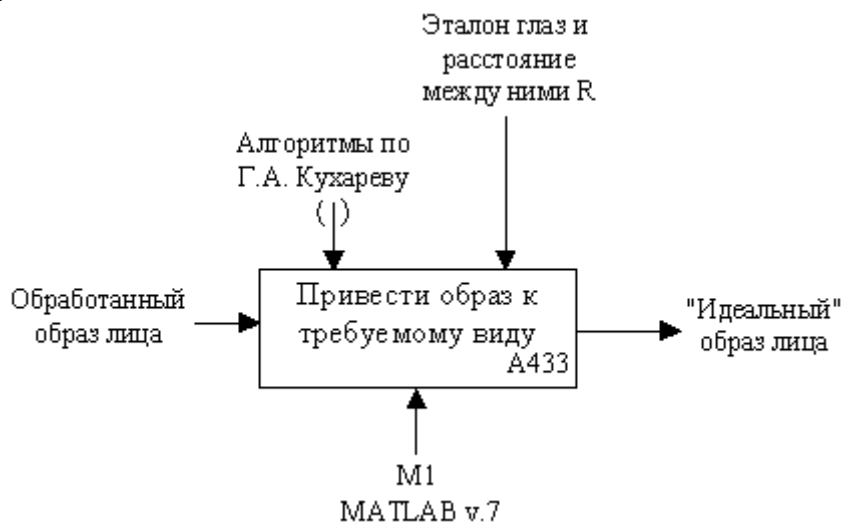 Эталон глаз и
расстояние
между ними R
Алгоритмы по
Г.А. Кухареву
( )
Обработанный
образ лица
Привести образ к
требуемому виду
А433
"Идеальный"
образ лица
М1
MATLAB v.7